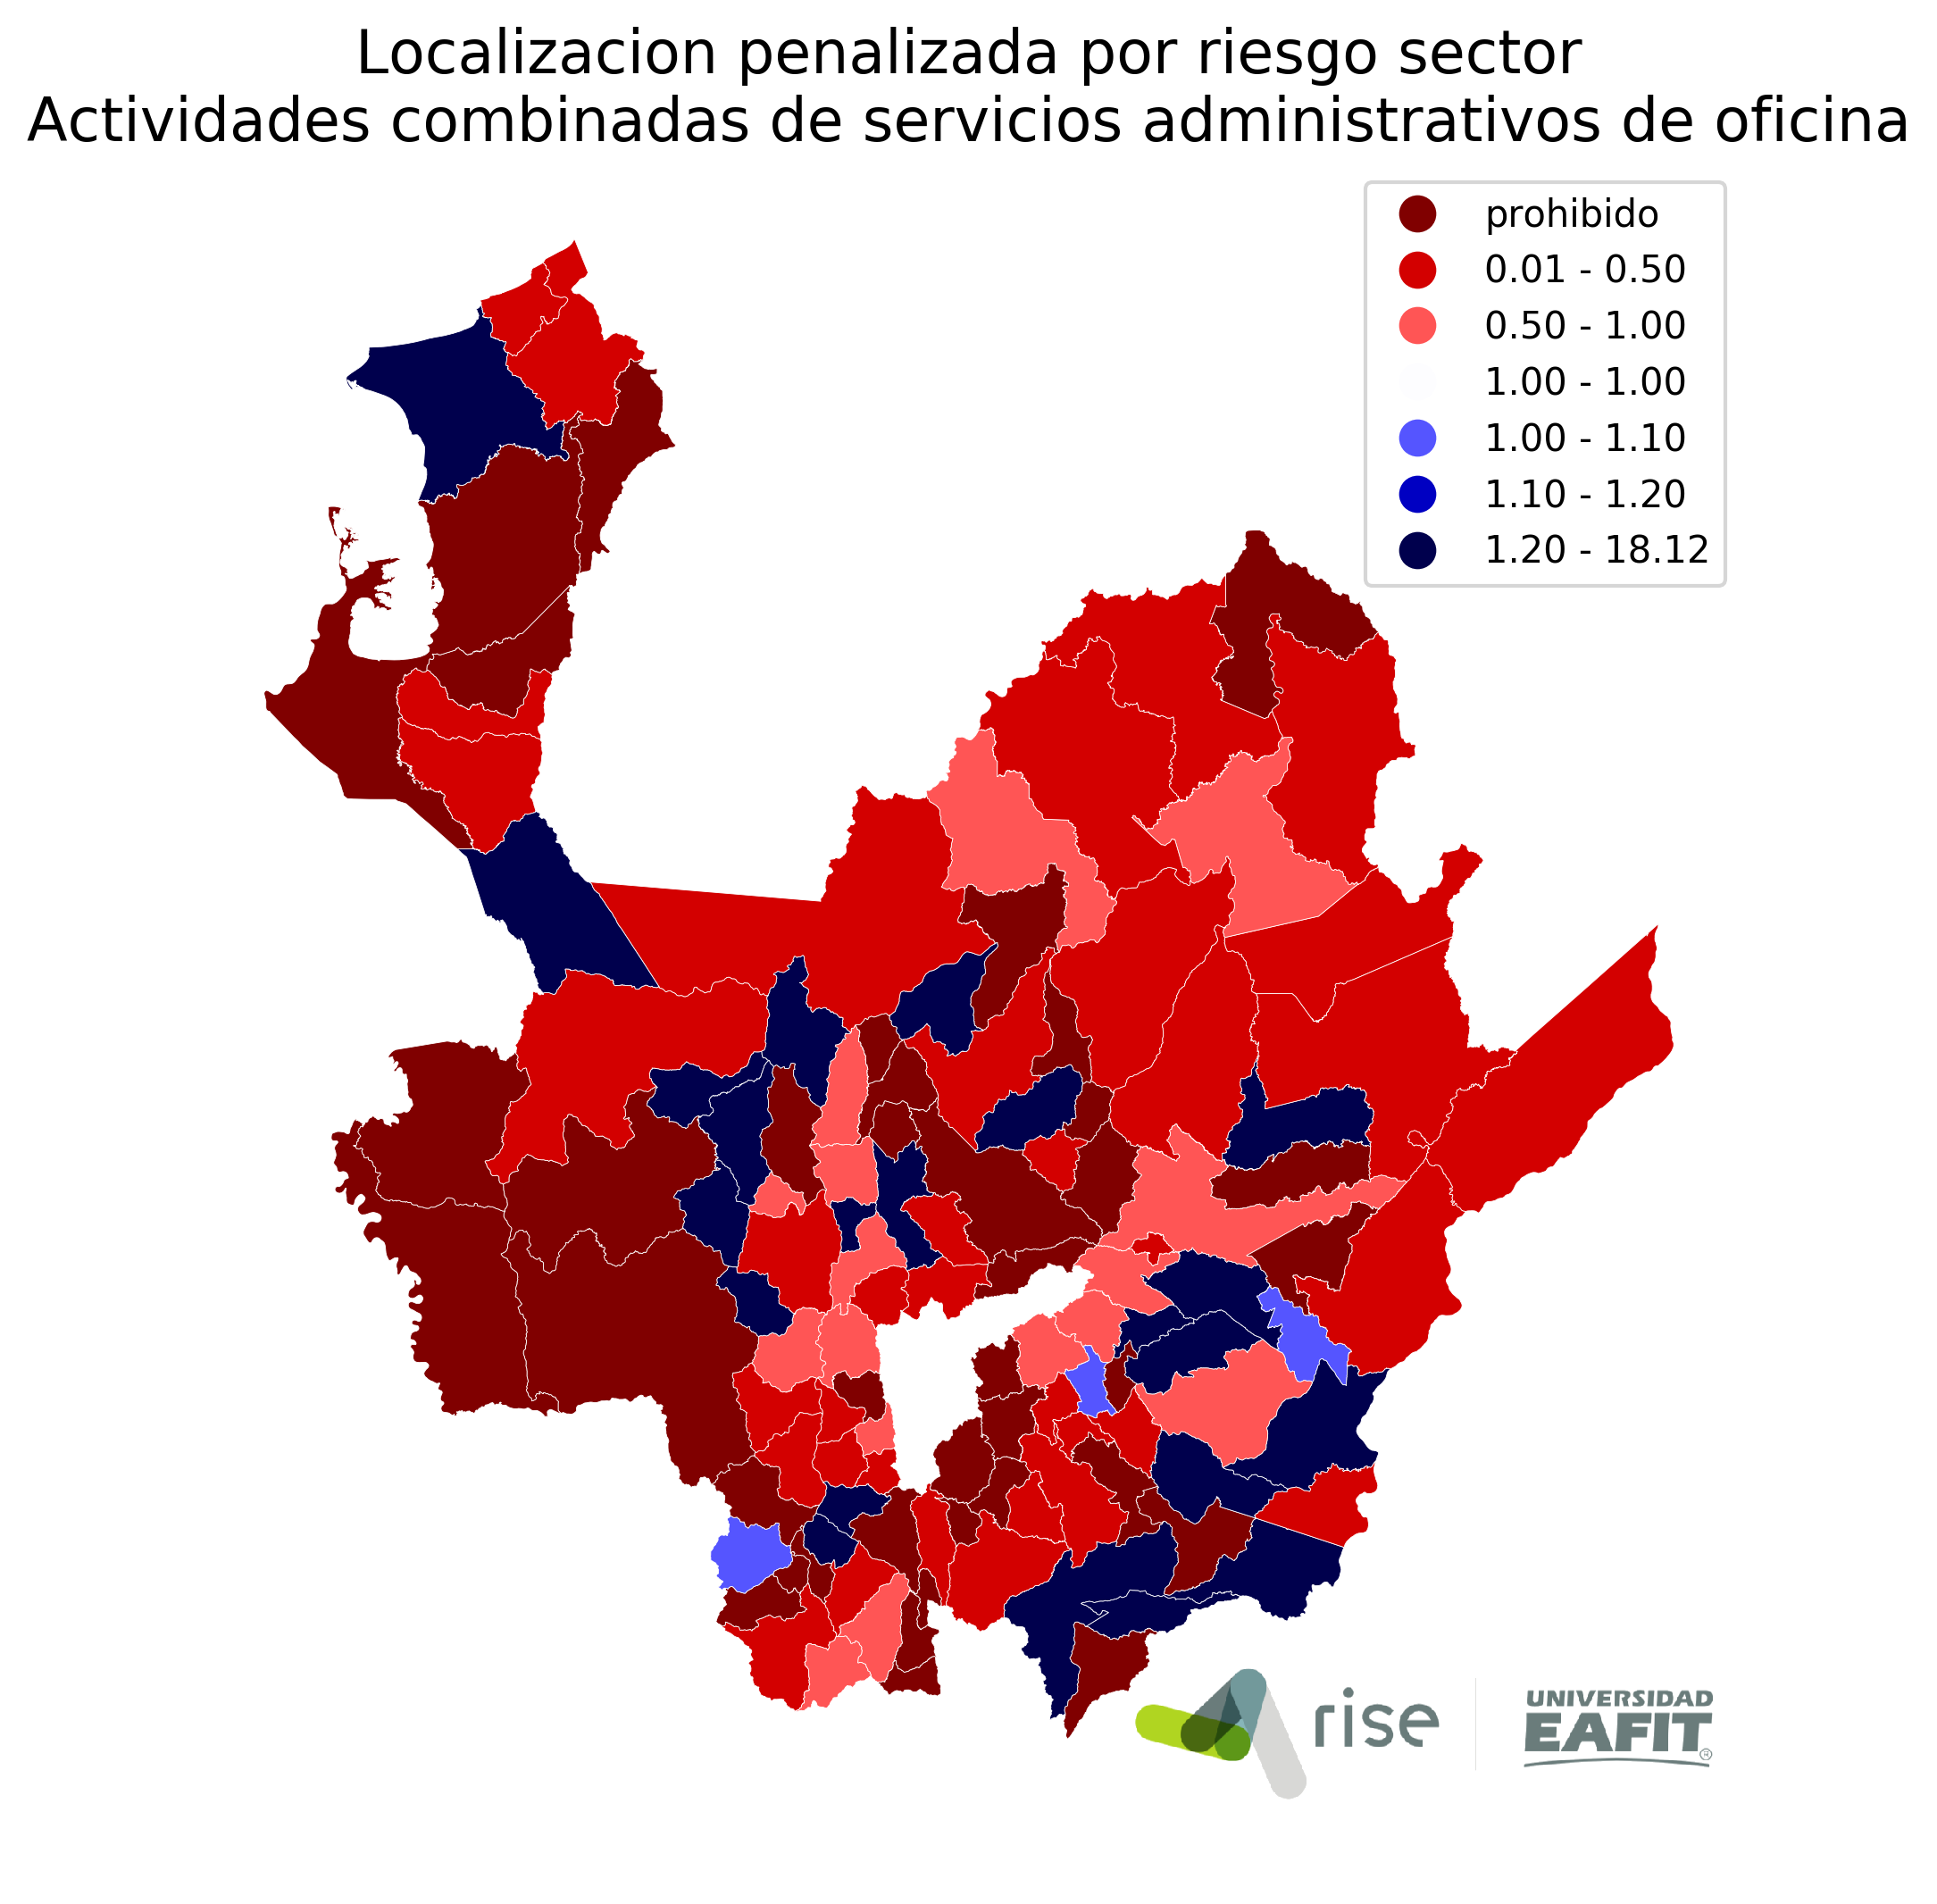 Localizacion penalizada por riesgo sector
Actividades combinadas de servicios administrativos de oficina
prohibido
0.01 - 0.50
0.50 - 1.00
1.00 - 1.00
1.00 - 1.10
1.10 - 1.20
1.20 - 18.12
rise
UNIVERSIDAD
EAFIT®